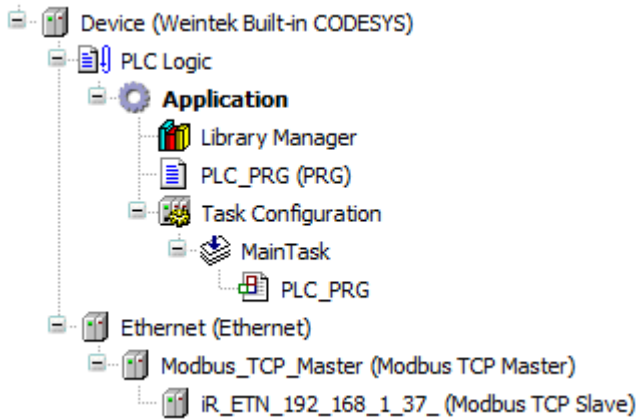 Device (Weintek Built-in CODESYS)
PLC Logic
Application
Library Manager
PLC_PRG (PRG)
Task Configuration
MainTask
PLC_PRG
Ethernet (Ethernet)
Modbus_TCP_Master (Modbus TCP Master)
iR_ETN_192_168_1_37_ (Modbus TCP Slave)